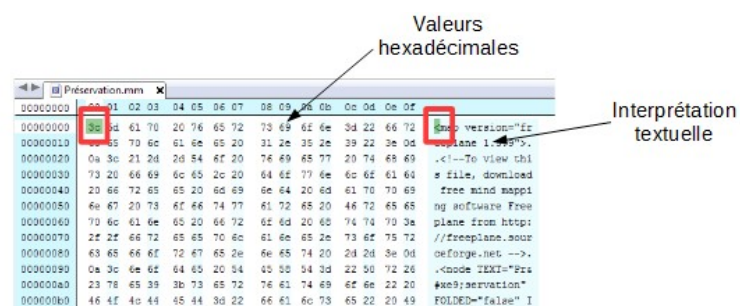 Valeurs
hexadécimales
Préservation.mm
00000000 00 01 02 03 04 05 06 07 08 09 0a 0b 0c 0d 0e 0f
00000000 3c 6d 61 70 20 76 65 72 73 69 6f 6e 3d 22 66 72 <map version="fr
00000010 65 65 70 6c 61 6e 65 20 31 2e 35 2e 39 22 3e 0d eeplane 1.5.9">.
00000020 0a 3c 21 2d 2d 54 6f 20 76 69 65 77 20 74 68 69 .<!--To view thi
00000030 73 20 66 69 6c 65 2c 20 64 6f 77 6e 6c 6f 61 64 s file, download
00000040 20 66 72 65 65 20 6d 69 6e 64 20 6d 61 70 70 69 free mind mappi
00000050 6e 67 20 73 6f 66 74 77 61 72 65 20 46 72 65 65 ng software Free
00000060 70 6c 61 6e 65 20 66 72 6f 6d 20 68 74 74 70 3a plane from http:
00000070 2f 2f 66 72 65 65 70 6c 61 6e 65 2e 73 6f 75 72 //freeplane.sour
00000080 63 65 66 6f 72 67 65 2e 6e 65 74 20 2d 2d 3e 0d ceforge.net -->.
00000090 0a 3c 6e 6f 64 65 20 54 45 58 54 3d 22 50 72 26 .<node TEXT="Pr&
000000a0 23 78 65 39 3b 73 65 72 76 61 74 69 6f 6e 22 20 #xe9;servation"
000000b0 46 4f 4c 44 45 44 3d 22 66 61 6c 73 65 22 20 49 FOLDED="false" I
Interprétation
textuelle